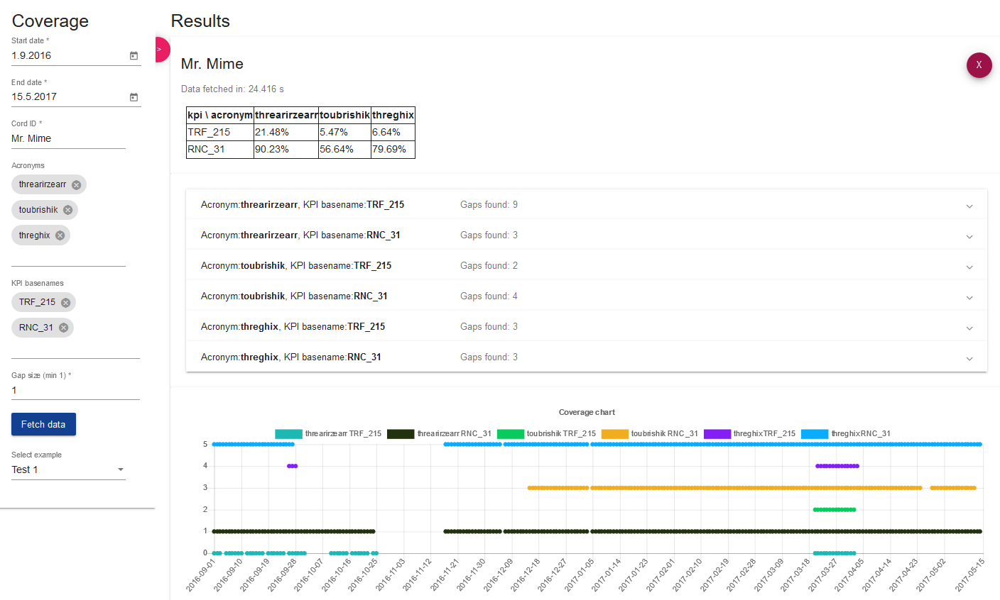 Coverage
Start date *
1.9.2016
End date *
15.5.2017
Cord ID *
Mr. Mime
Acronyms
threarirzearr
toubrishik
threghix
KPI basenames
TRF_215
RNC_31
Gap size (min 1) *
1
Fetch data
Select example
Test 1
>
Results
Mr. Mime
X
Data fetched in: 24.416 s
kpi \ acronym threarirzearr toubrishik threghix
TRF_215 21.48% 5.47% 6.64%
RNC_31 90.23% 56.64% 79.69%
Acronym:threarirzearr, KPI basename:TRF_215 Gaps found: 9
Acronym:threarirzearr, KPI basename:RNC_31 Gaps found: 3
Acronym:toubrishik, KPI basename:TRF_215 Gaps found: 2
Acronym:toubrishik, KPI basename:RNC_31 Gaps found: 4
Acronym:threghix, KPI basename:TRF_215 Gaps found: 3
Acronym:threghix, KPI basename:RNC_31 Gaps found: 3
Coverage chart
threarirzearr TRF_215 threarirzearr RNC_31 toubrishik TRF_215 toubrishik RNC_31 threghix TRF_215 threghix RNC_31
5
4
3
2
1
0
2016-09-01 2016-09-10 2016-09-19 2016-09-28 2016-10-07 2016-10-16 2016-10-25 2016-11-03 2016-11-12 2016-11-21 2016-11-30 2016-12-09 2016-12-18 2016-12-27 2017-01-05 2017-01-14 2017-01-23 2017-02-01 2017-02-10 2017-02-19 2017-02-28 2017-03-09 2017-03-18 2017-03-27 2017-04-05 2017-04-14 2017-04-23 2017-05-02 2017-05-15